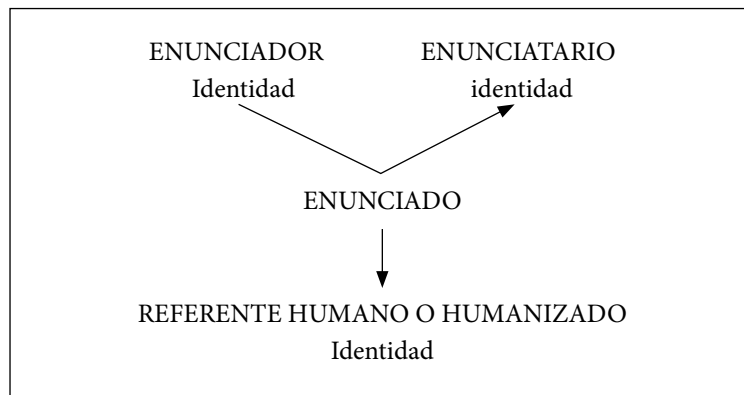 ENUNCIADOR ENUNCIATARIO
Identidad identidad
ENUNCIADO
REFERENTE HUMANO O HUMANIZADO
Identidad